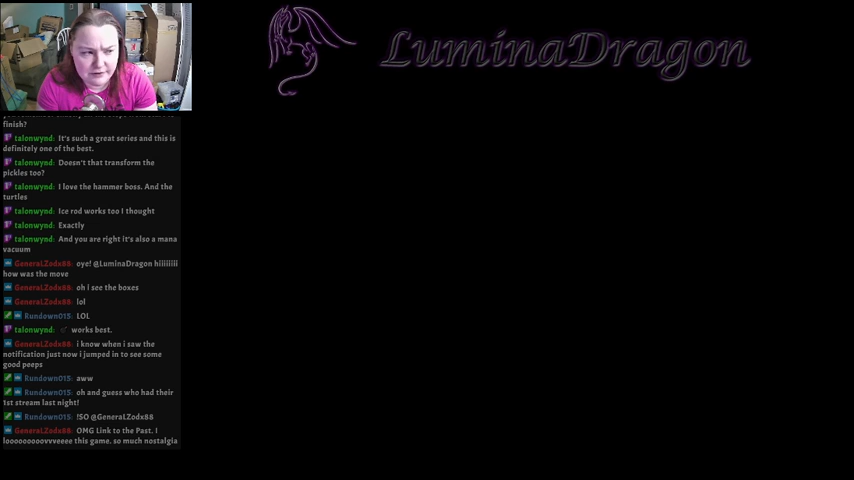 LuminaDragon
finish?
talonwynd: It's such a great series and this is
definitely one of the best.
talonwynd: Doesn't that transform the
pickles too?
talonwynd: I love the hammer boss. And the
turtles
talonwynd: Ice rod works too I thought
talonwynd: Exactly
talonwynd: And you are right it's also a mana
vacuum
GeneraLZodx88: oye! @LuminaDragon hiiiiiiii
how was the move
GeneraLZodx88: oh i see the boxes
GeneraLZodx88: lol
Rundown015: LOL
talonwynd: works best.
GeneraLZodx88: i know when i saw the
notification just now i jumped in to see some
good peeps
Rundown015: aww
Rundown015: oh and guess who had their
1st stream last night!
Rundown015: !SO @GeneraLZodx88
GeneraLZodx88: OMG Link to the Past. I
looooooooovveeee this game. so much nostalgia